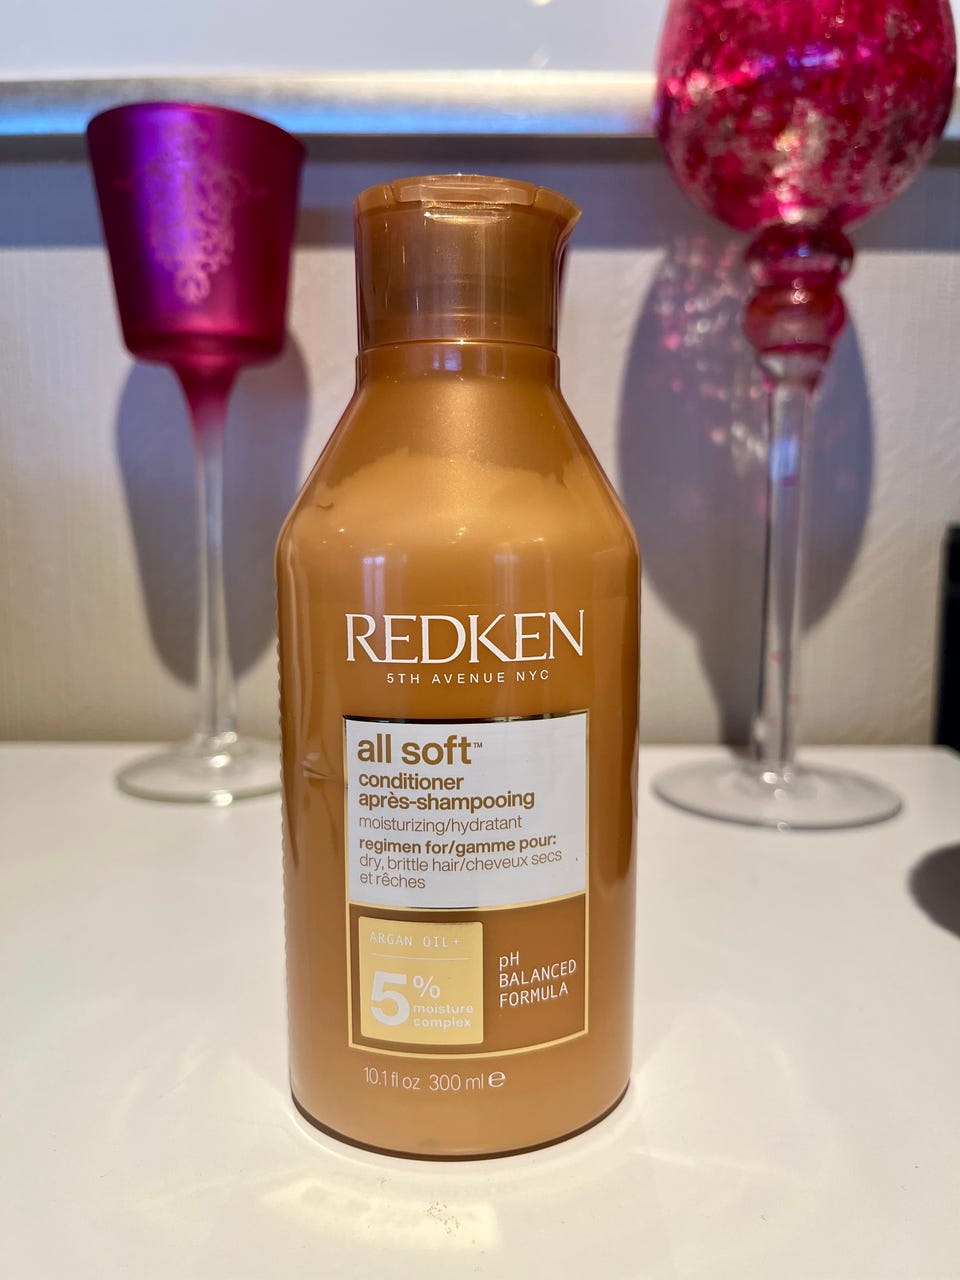 REDKEN
5TH AVENUE NYC
all soft™
conditioner
après-shampooing
moisturizing/hydratant
regimen for/gamme pour:
dry, brittle hair/cheveux secs
et rêches
ARGAN OIL+
5%
moisture
complex
pH
BALANCED
FORMULA
10.1 fl oz 300 ml ℮